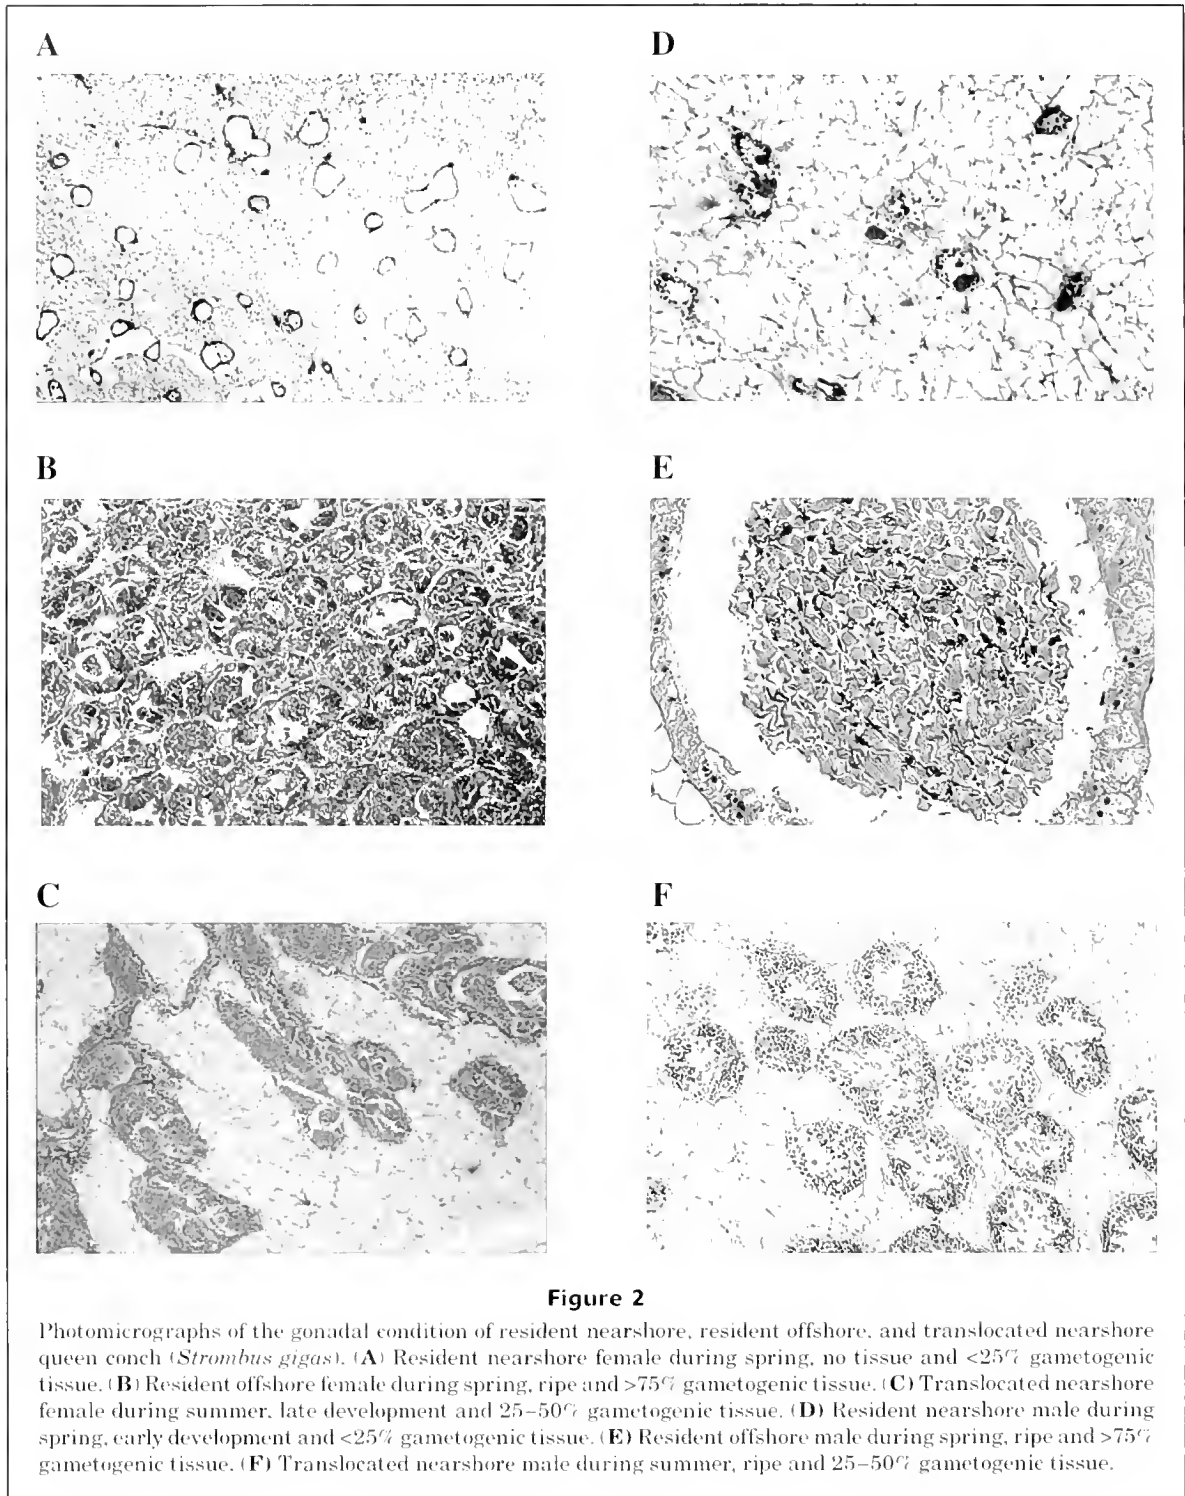 A
D
B
E
C
F
Figure 2
Photomicrographs of the gonadal condition of resident nearshore, resident offshore, and translocated nearshore
queen conch (Strombus gigas). (A) Resident nearshore female during spring, no tissue and <25% gametogenic
tissue. (B) Resident offshore female during spring, ripe and >75% gametogenic tissue. (C) Translocated nearshore
female during summer, late development and 25–50% gametogenic tissue. (D) Resident nearshore male during
spring, early development and <25% gametogenic tissue. (E) Resident offshore male during spring, ripe and >75%
gametogenic tissue. (F) Translocated nearshore male during summer, ripe and 25–50% gametogenic tissue.